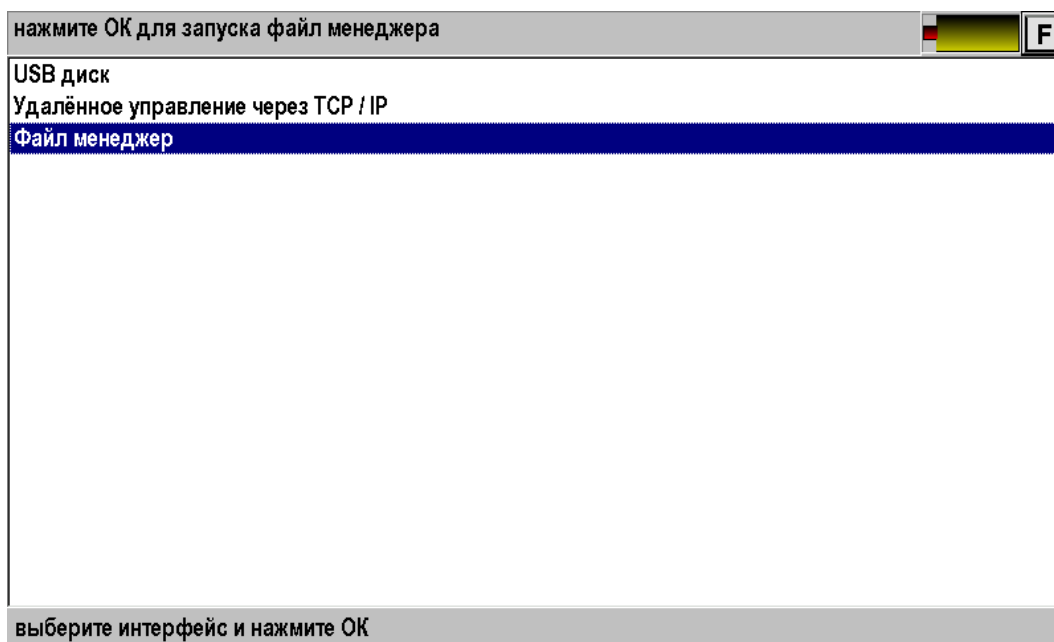 нажмите ОК для запуска файл менеджера
F
USB диск
Удалённое управление через TCP / IP
Файл менеджер
выберите интерфейс и нажмите ОК